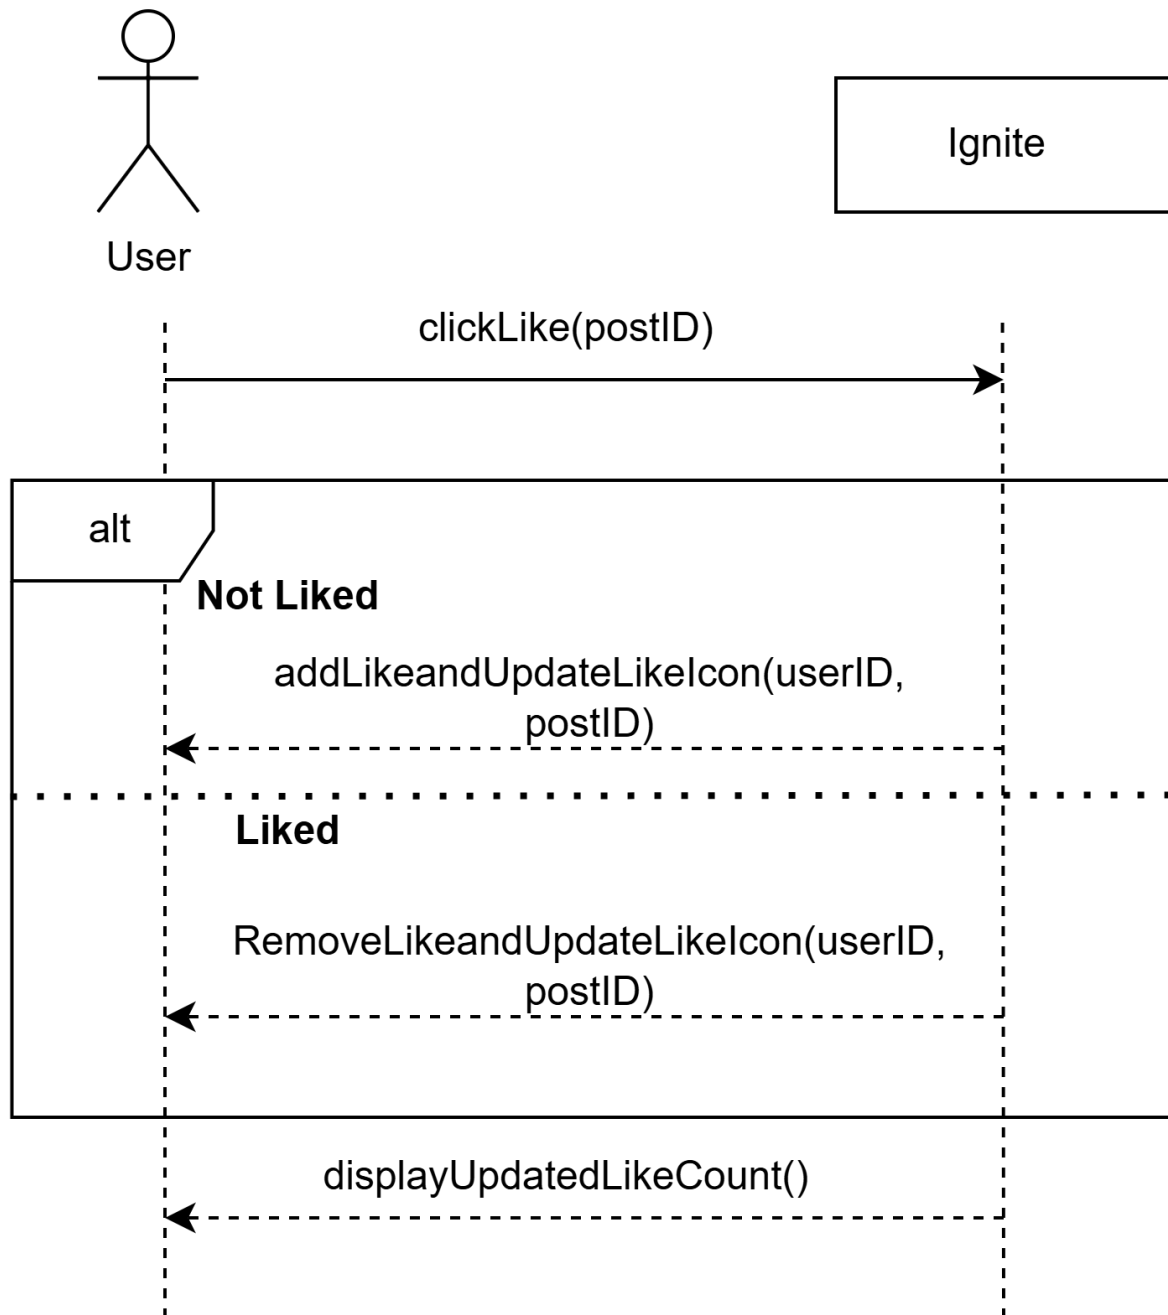 Ignite
User
clickLike(postID)
alt
Not Liked
addLikeandUpdateLikeIcon(userID,
postID)
Liked
RemoveLikeandUpdateLikeIcon(userID,
postID)
displayUpdatedLikeCount()